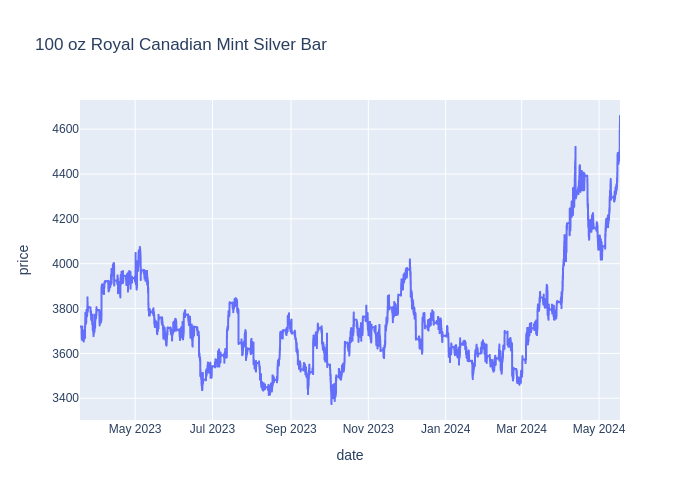 100 oz Royal Canadian Mint Silver Bar
price
4600
4400
4200
4000
3800
3600
3400
May 2023 Jul 2023 Sep 2023 Nov 2023 Jan 2024 Mar 2024 May 2024
date